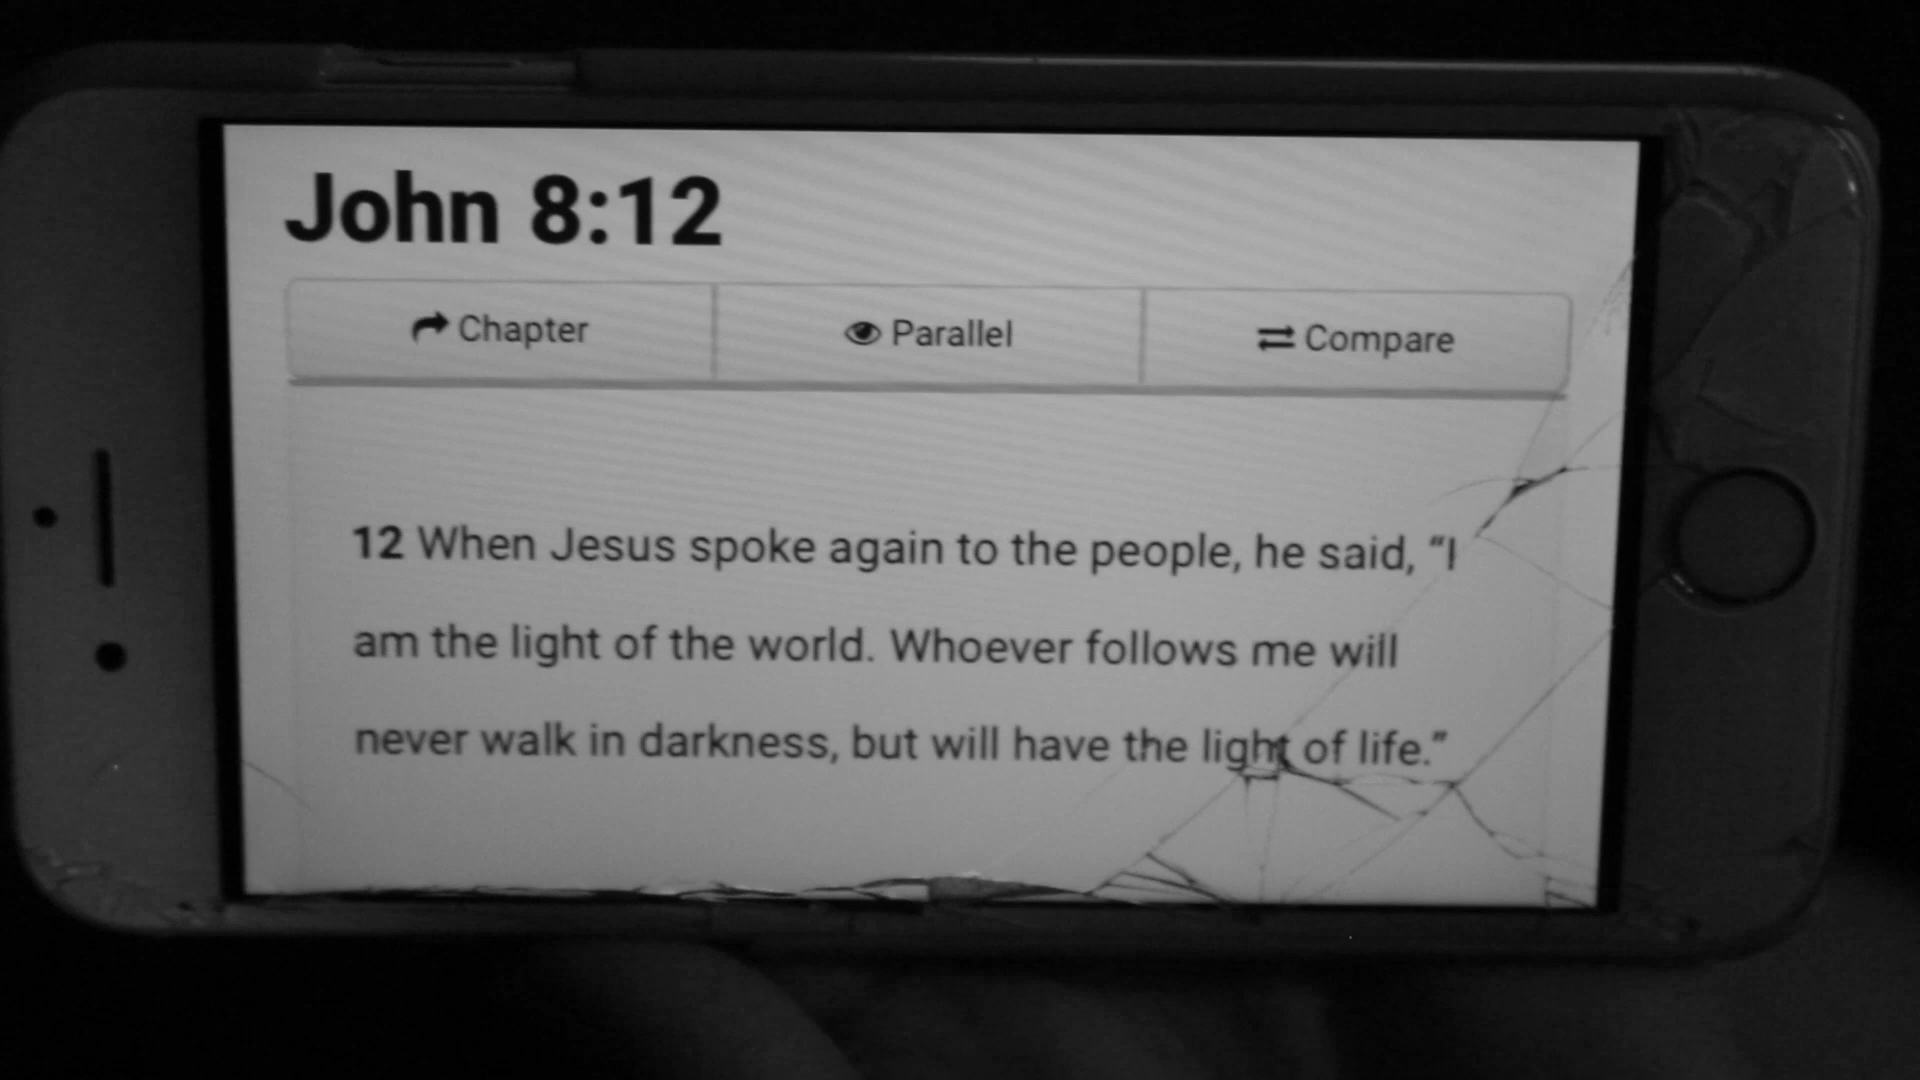 John 8:12
Chapter
Parallel
Compare
12 When Jesus spoke again to the people, he said, “I
am the light of the world. Whoever follows me will
never walk in darkness, but will have the light of life.”